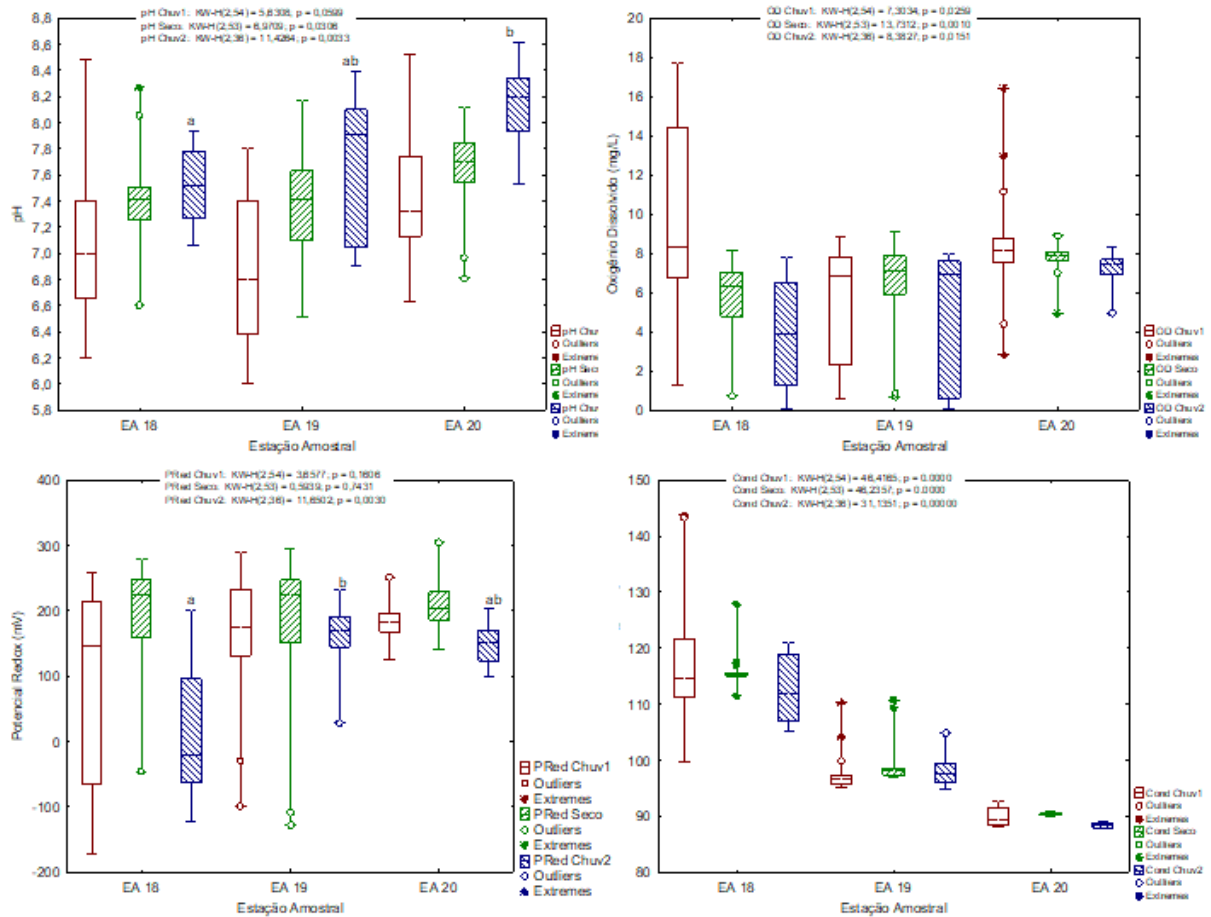 pH Chuv1: KW-H(2,54) = 5,6308, p = 0,0599
pH Seco: KW-H(2,53) = 6,9709, p = 0,0306
pH Chuv2: KW-H(2,36) = 11,4264, p = 0,0033
8,8
8,6
8,4
8,2
8,0
7,8
7,6
7,4
7,2
7,0
6,8
6,6
6,4
6,2
6,0
5,8
pH
a
ab
b
EA 18
EA 19
EA 20
Estação Amostral
pH Chuv
Outliers
Extreme
pH Seco
Outliers
Extreme
pH Chuv
Outliers
Extreme
OD Chuv1: KW-H(2,54) = 7,3034, p = 0,0259
OD Seco: KW-H(2,53) = 13,7312, p = 0,0010
OD Chuv2: KW-H(2,36) = 8,3827, p = 0,0151
20
18
16
14
12
10
8
6
4
2
0
Oxigênio Dissolvido (mg/L)
EA 18
EA 19
EA 20
Estação Amostral
OD Chuv1
Outliers
Extremes
OD Seco
Outliers
Extremes
OD Chuv2
Outliers
Extremes
PRed Chuv1: KW-H(2,54) = 3,6577, p = 0,1606
PRed Seco: KW-H(2,53) = 0,5939, p = 0,7431
PRed Chuv2: KW-H(2,36) = 11,6502, p = 0,0030
400
300
200
100
0
-100
-200
Potencial Redox (mV)
a
b
ab
EA 18
EA 19
EA 20
Estação Amostral
PRed Chuv1
Outliers
Extremes
PRed Seco
Outliers
Extremes
PRed Chuv2
Outliers
Extremes
Cond Chuv1: KW-H(2,54) = 46,4165, p = 0.0000
Cond Seco: KW-H(2,53) = 46,2357, p = 0.0000
Cond Chuv2: KW-H(2,36) = 31,1351, p = 0,00000
150
140
130
120
110
100
90
80
EA 18
EA 19
EA 20
Estação Amostral
Cond Chuv1
Outliers
Extremes
Cond Seco
Outliers
Extremes
Cond Chuv2
Outliers
Extremes